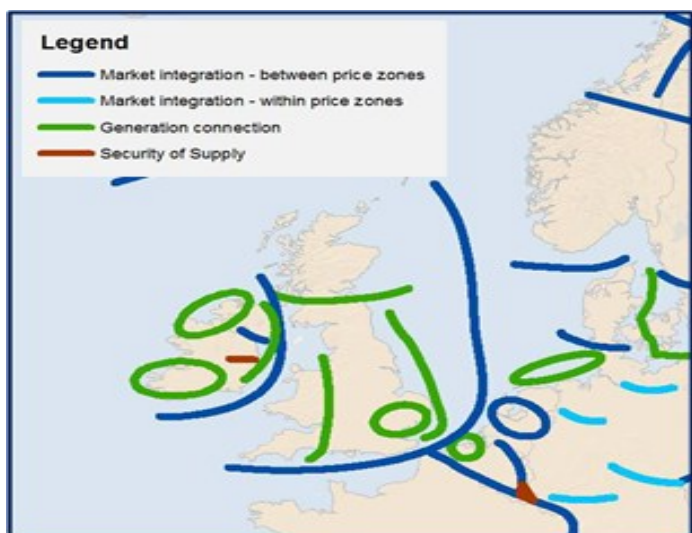 Legend
Market integration - between price zones
Market integration - within price zones
Generation connection
Security of Supply